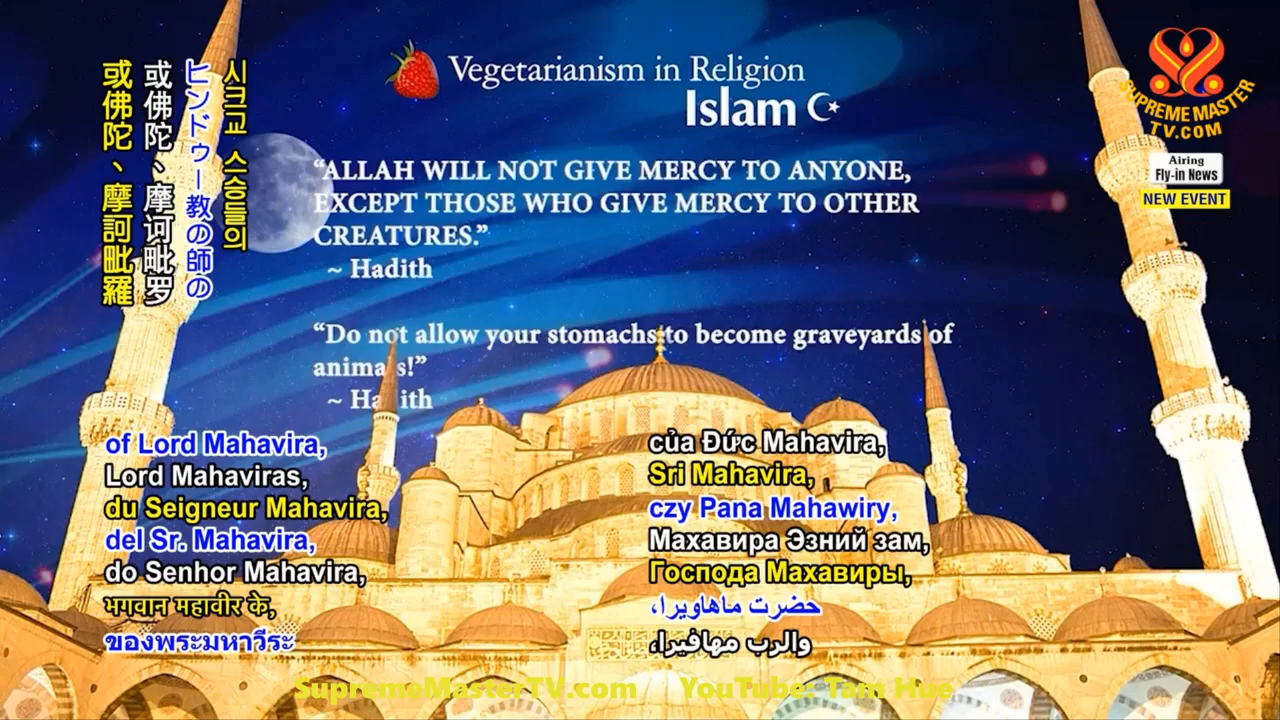 Vegetarianism in Religion
Islam
SUPREME MASTER
TV.COM
Airing
Fly-in News
NEW EVENT
“ALLAH WILL NOT GIVE MERCY TO ANYONE,
EXCEPT THOSE WHO GIVE MERCY TO OTHER
CREATURES.”
~ Hadith
“Do not allow your stomachs to become graveyards of
animals!”
~ Hadith
시크교 스승들의
ヒンドゥー教の師の
或佛陀、摩诃毗罗
或佛陀、摩訶毗羅
of Lord Mahavira,
Lord Mahaviras,
du Seigneur Mahavira,
del Sr. Mahavira,
do Senhor Mahavira,
भगवान महावीर के,
ของพระมหาวีระ
của Đức Mahavira,
Sri Mahavira,
czy Pana Mahawiry,
Махавира Эзний зам,
Господа Махавиры,
حضرت ماهاویرا،
والرب مهافيرا،
SupremeMasterTV.com YouTube: Tam Hue